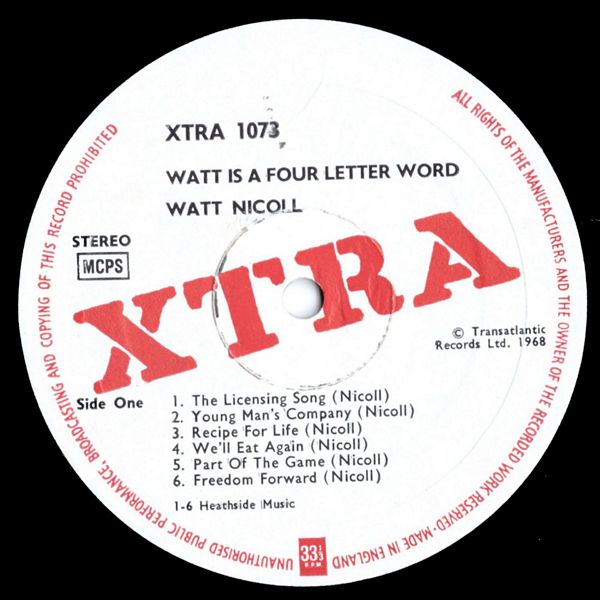 XTRA 1073
WATT IS A FOUR LETTER WORD
WATT NICOLL
STEREO
MCPS
XTRA
© Transatlantic
Records Ltd. 1968
Side One
1. The Licensing Song (Nicoll)
2. Young Man's Company (Nicoll)
3. Recipe For Life (Nicoll)
4. We'll Eat Again (Nicoll)
5. Part Of The Game (Nicoll)
6. Freedom Forward (Nicoll)
1-6 Heathside Music
33⅓
R.P.M.
ALL RIGHTS OF THE MANUFACTURERS AND THE OWNER OF THE RECORDED WORK RESERVED-MADE IN ENGLAND
UNAUTHORISED PUBLIC PERFORMANCE, BROADCASTING AND COPYING OF THIS RECORD PROHIBITED